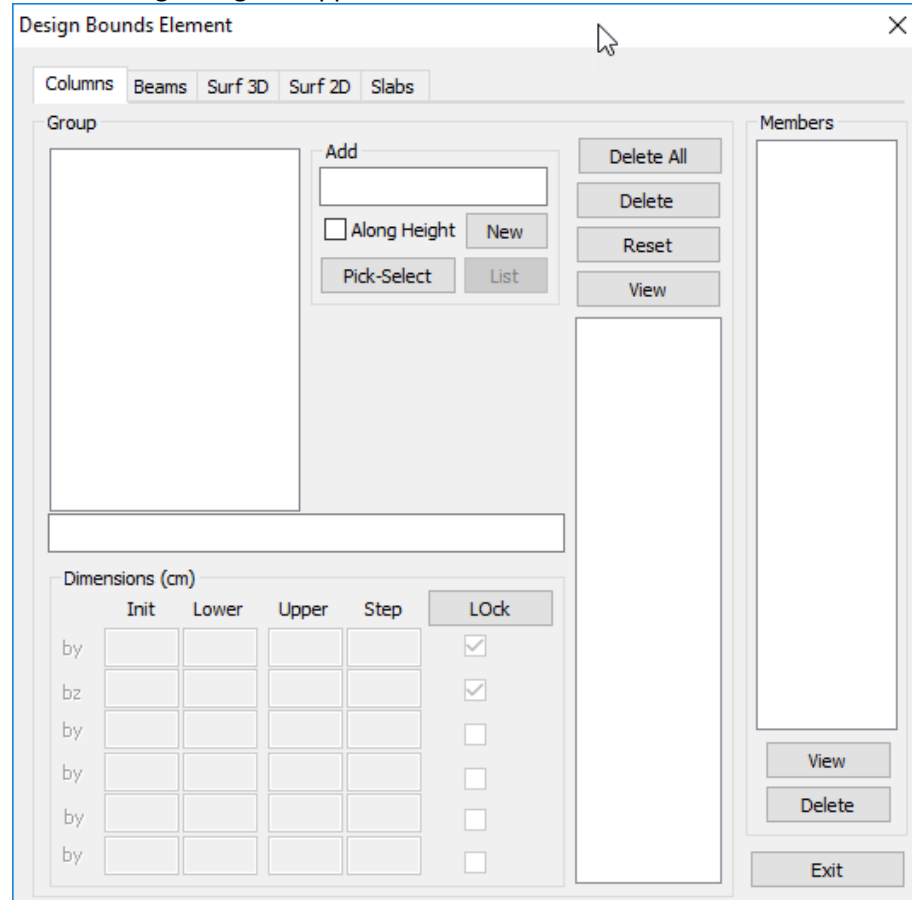 Design Bounds Element
Columns Beams Surf 3D Surf 2D Slabs
Group
Add
Along Height New
Pick-Select List
Delete All
Delete
Reset
View
Members
Dimensions (cm)
Init Lower Upper Step LOck
by
bz
by
by
by
by
View
Delete
Exit